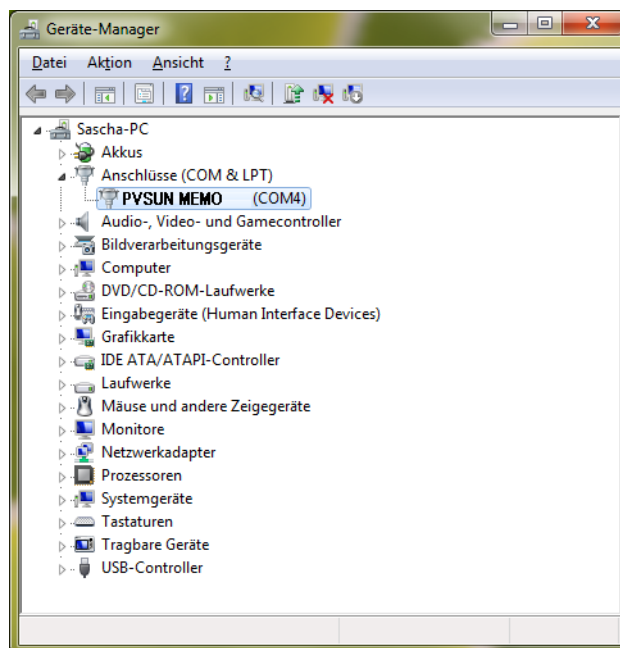 Geräte-Manager
Datei Aktion Ansicht ?
Sascha-PC
Akkus
Anschlüsse (COM & LPT)
PVSUN MEMO (COM4)
Audio-, Video- und Gamecontroller
Bildverarbeitungsgeräte
Computer
DVD/CD-ROM-Laufwerke
Eingabegeräte (Human Interface Devices)
Grafikkarte
IDE ATA/ATAPI-Controller
Laufwerke
Mäuse und andere Zeigegeräte
Monitore
Netzwerkadapter
Prozessoren
Systemgeräte
Tastaturen
Tragbare Geräte
USB-Controller